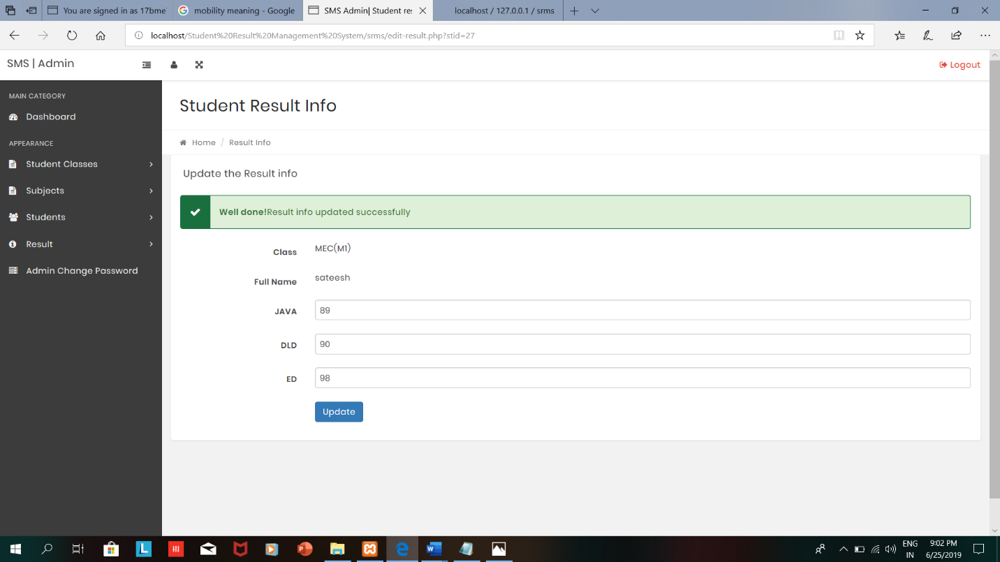 You are signed in as 17bme
mobility meaning - Google
SMS Admin| Student re
localhost / 127.0.0.1 / srms
localhost/Student%20Result%20Management%20System/srms/edit-result.php?stid=27
SMS | Admin
Logout
MAIN CATEGORY
Dashboard
APPEARANCE
Student Classes
Subjects
Students
Result
Admin Change Password
Student Result Info
Home / Result Info
Update the Result info
Well done!Result info updated successfully
Class MEC(M1)
Full Name sateesh
JAVA 89
DLD 90
ED 98
Update
ENG
IN
9:02 PM
6/25/2019